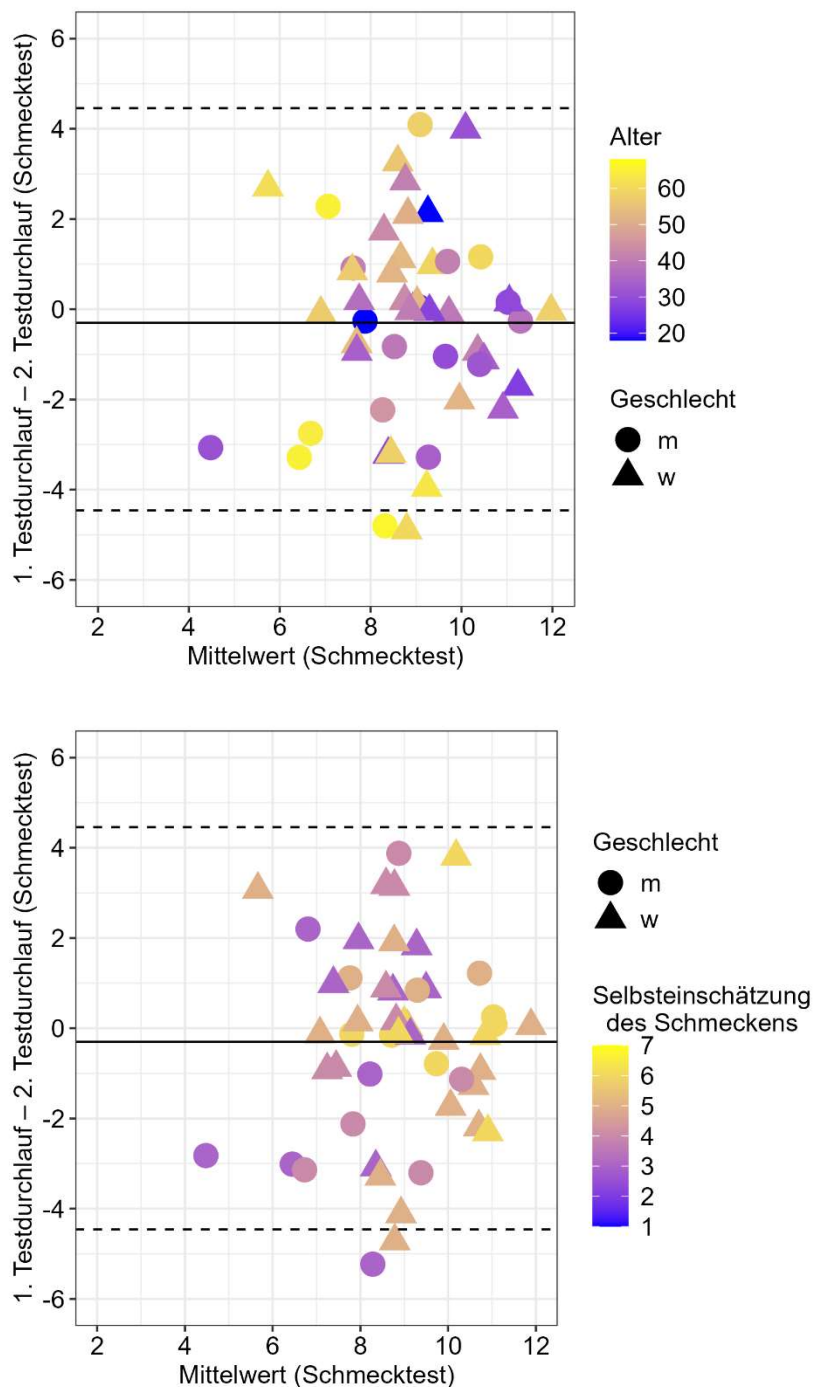 1. Testdurchlauf – 2. Testdurchlauf (Schmecktest)
6
4
2
0
-2
-4
-6
2 4 6 8 10 12
Mittelwert (Schmecktest)
Alter
60
50
40
30
20
Geschlecht
m
w
1. Testdurchlauf – 2. Testdurchlauf (Schmecktest)
6
4
2
0
-2
-4
-6
2 4 6 8 10 12
Mittelwert (Schmecktest)
Geschlecht
m
w
Selbsteinschätzung
des Schmeckens
7
6
5
4
3
2
1